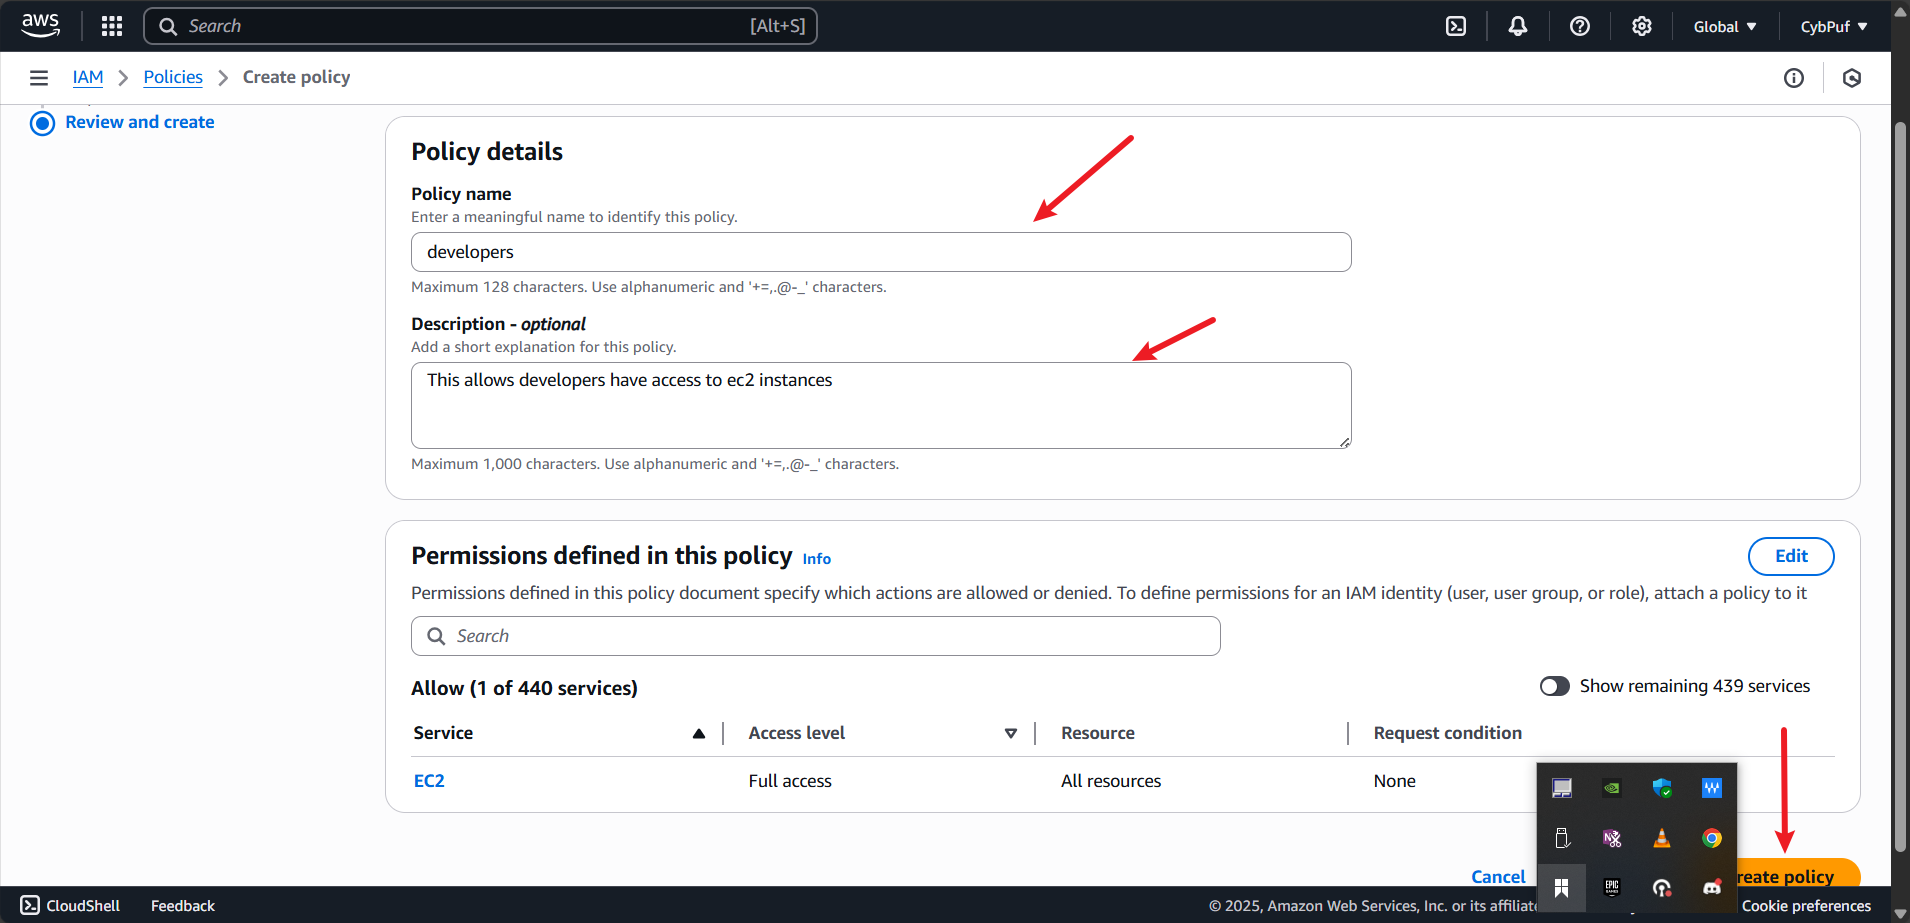 aws
Search [Alt+S]
Global
CybPuf
IAM
Policies
Create policy
Review and create
Policy details
Policy name
Enter a meaningful name to identify this policy.
developers
Maximum 128 characters. Use alphanumeric and '+=,.@-_' characters.
Description - optional
Add a short explanation for this policy.
This allows developers have access to ec2 instances
Maximum 1,000 characters. Use alphanumeric and '+=,.@-_' characters.
Permissions defined in this policy Info
Edit
Permissions defined in this policy document specify which actions are allowed or denied. To define permissions for an IAM identity (user, user group, or role), attach a policy to it
Search
Allow (1 of 440 services)
Show remaining 439 services
Service Access level Resource Request condition
EC2 Full access All resources None
Cancel
reate policy
EPIC
GAMES
CloudShell
Feedback
© 2025, Amazon Web Services, Inc. or its affiliate
Cookie preferences